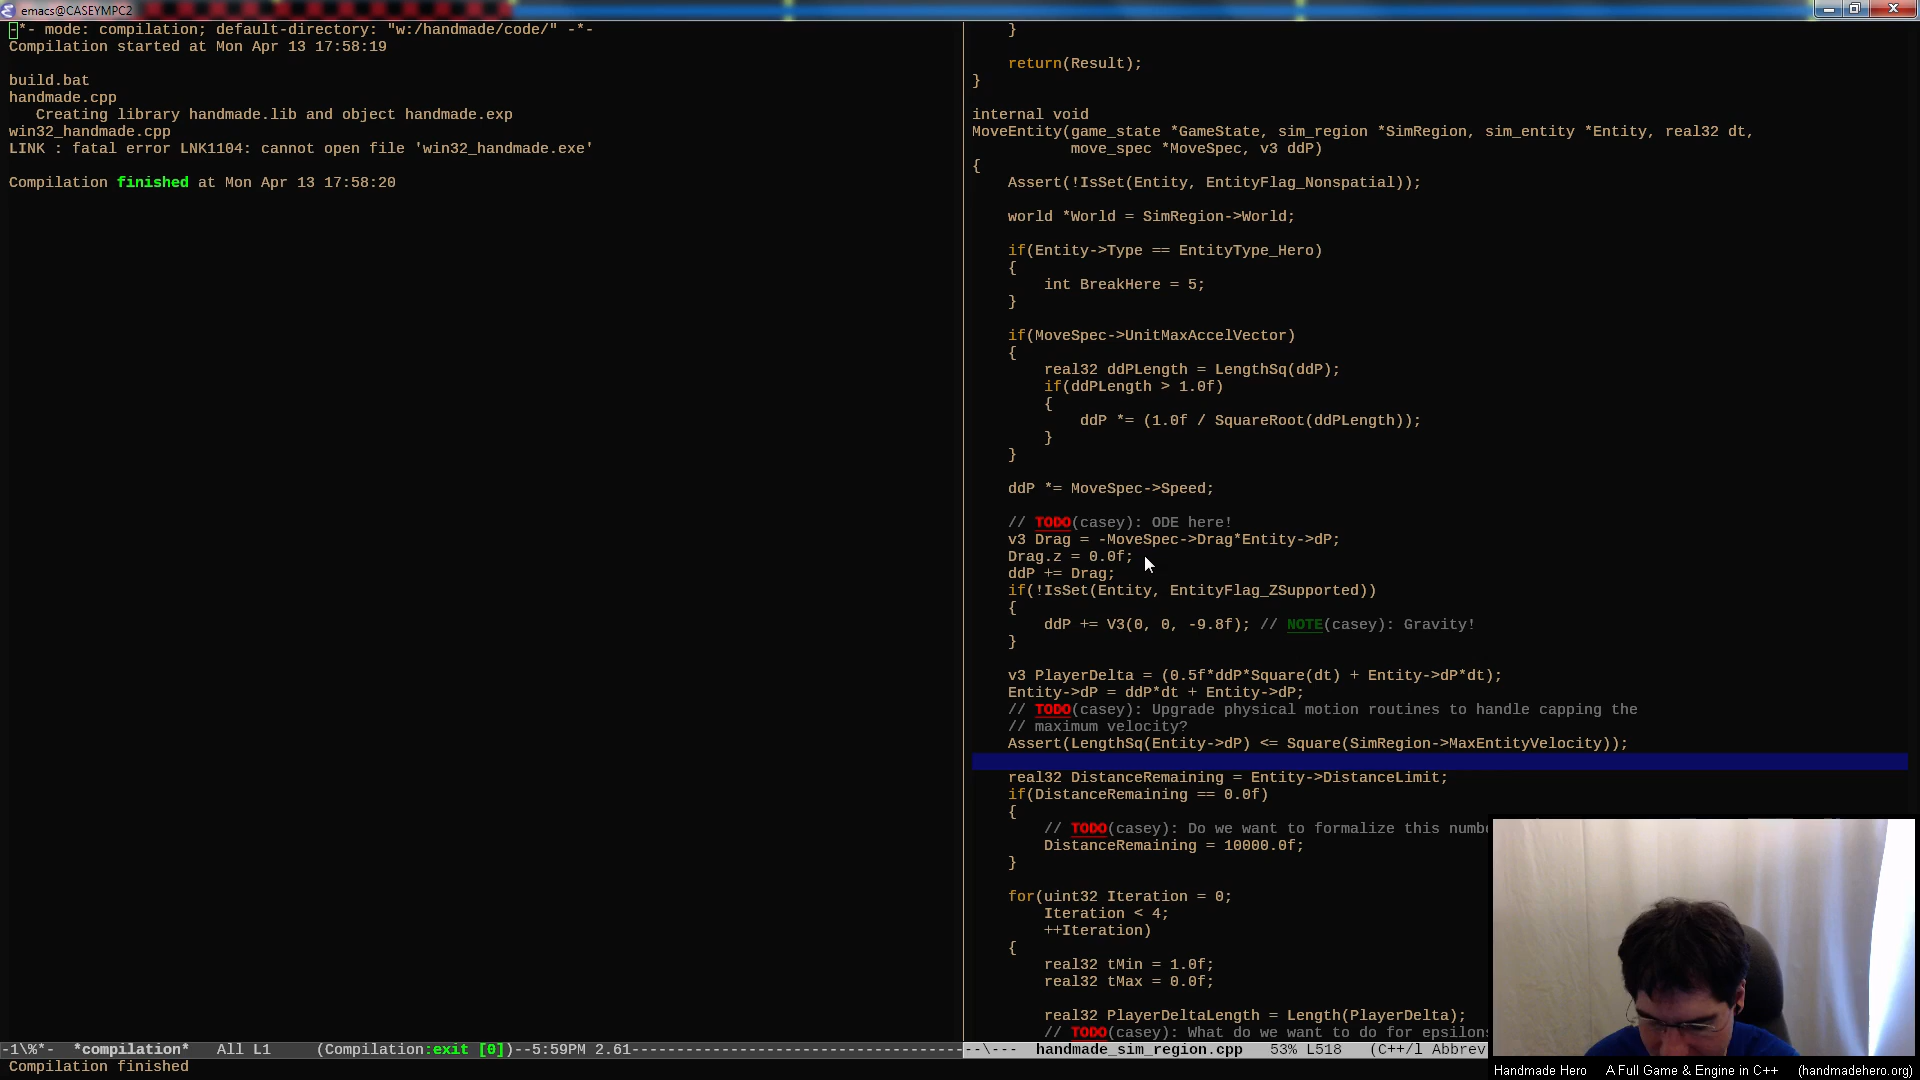 emacs@CASEYMPC2
-*- mode: compilation; default-directory: "w:/handmade/code/" -*-
Compilation started at Mon Apr 13 17:58:19
build.bat
handmade.cpp
   Creating library handmade.lib and object handmade.exp
win32_handmade.cpp
LINK : fatal error LNK1104: cannot open file 'win32_handmade.exe'
Compilation finished at Mon Apr 13 17:58:20
-1\%*-  *compilation*   All L1     (Compilation:exit [0])--5:59PM 2.61
Compilation finished
    }
    return(Result);
}
internal void
MoveEntity(game_state *GameState, sim_region *SimRegion, sim_entity *Entity, real32 dt,
           move_spec *MoveSpec, v3 ddP)
{
    Assert(!IsSet(Entity, EntityFlag_Nonspatial));
    world *World = SimRegion->World;
    if(Entity->Type == EntityType_Hero)
    {
        int BreakHere = 5;
    }
    if(MoveSpec->UnitMaxAccelVector)
    {
        real32 ddPLength = LengthSq(ddP);
        if(ddPLength > 1.0f)
        {
            ddP *= (1.0f / SquareRoot(ddPLength));
        }
    }
    ddP *= MoveSpec->Speed;
    // TODO(casey): ODE here!
    v3 Drag = -MoveSpec->Drag*Entity->dP;
    Drag.z = 0.0f;
    ddP += Drag;
    if(!IsSet(Entity, EntityFlag_ZSupported))
    {
        ddP += V3(0, 0, -9.8f); // NOTE(casey): Gravity!
    }
    v3 PlayerDelta = (0.5f*ddP*Square(dt) + Entity->dP*dt);
    Entity->dP = ddP*dt + Entity->dP;
    // TODO(casey): Upgrade physical motion routines to handle capping the
    // maximum velocity?
    Assert(LengthSq(Entity->dP) <= Square(SimRegion->MaxEntityVelocity));
    real32 DistanceRemaining = Entity->DistanceLimit;
    if(DistanceRemaining == 0.0f)
    {
        // TODO(casey): Do we want to formalize this
        DistanceRemaining = 10000.0f;
    }
    for(uint32 Iteration = 0;
        Iteration < 4;
        ++Iteration)
    {
        real32 tMin = 1.0f;
        real32 tMax = 0.0f;
        real32 PlayerDeltaLength = Length(PlayerDelta);
        // TODO(casey): What do we want to do for epsilons
--\---  handmade_sim_region.cpp   53% L518   (C++/l Abbrev
Handmade Hero   A Full Game & Engine in C++   (handmadehero.org)